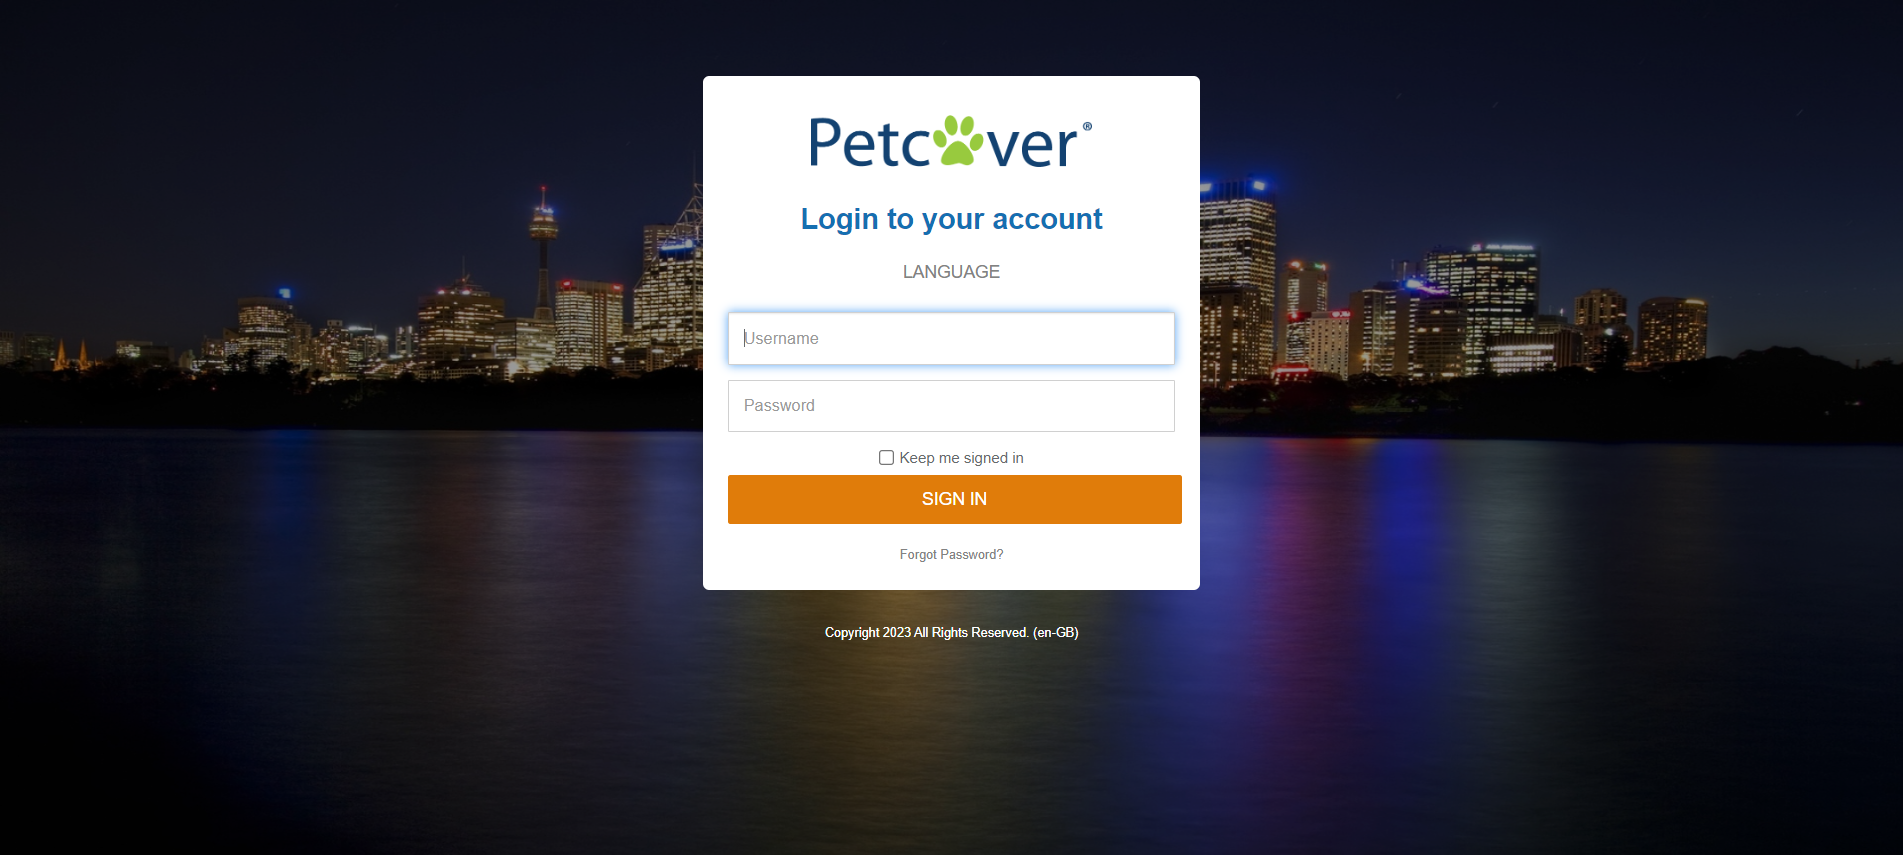 Petcover®
Login to your account
LANGUAGE
Username
Password
Keep me signed in
SIGN IN
Forgot Password?
Copyright 2023 All Rights Reserved. (en-GB)